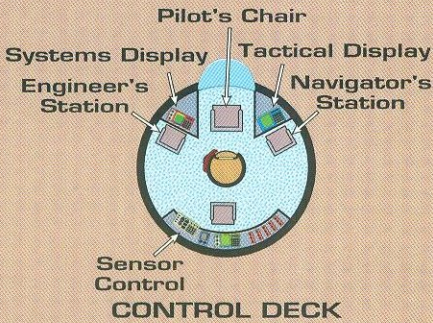 Pilot's Chair
Systems Display
Tactical Display
Engineer's
Station
Navigator's
Station
Sensor
Control
CONTROL DECK